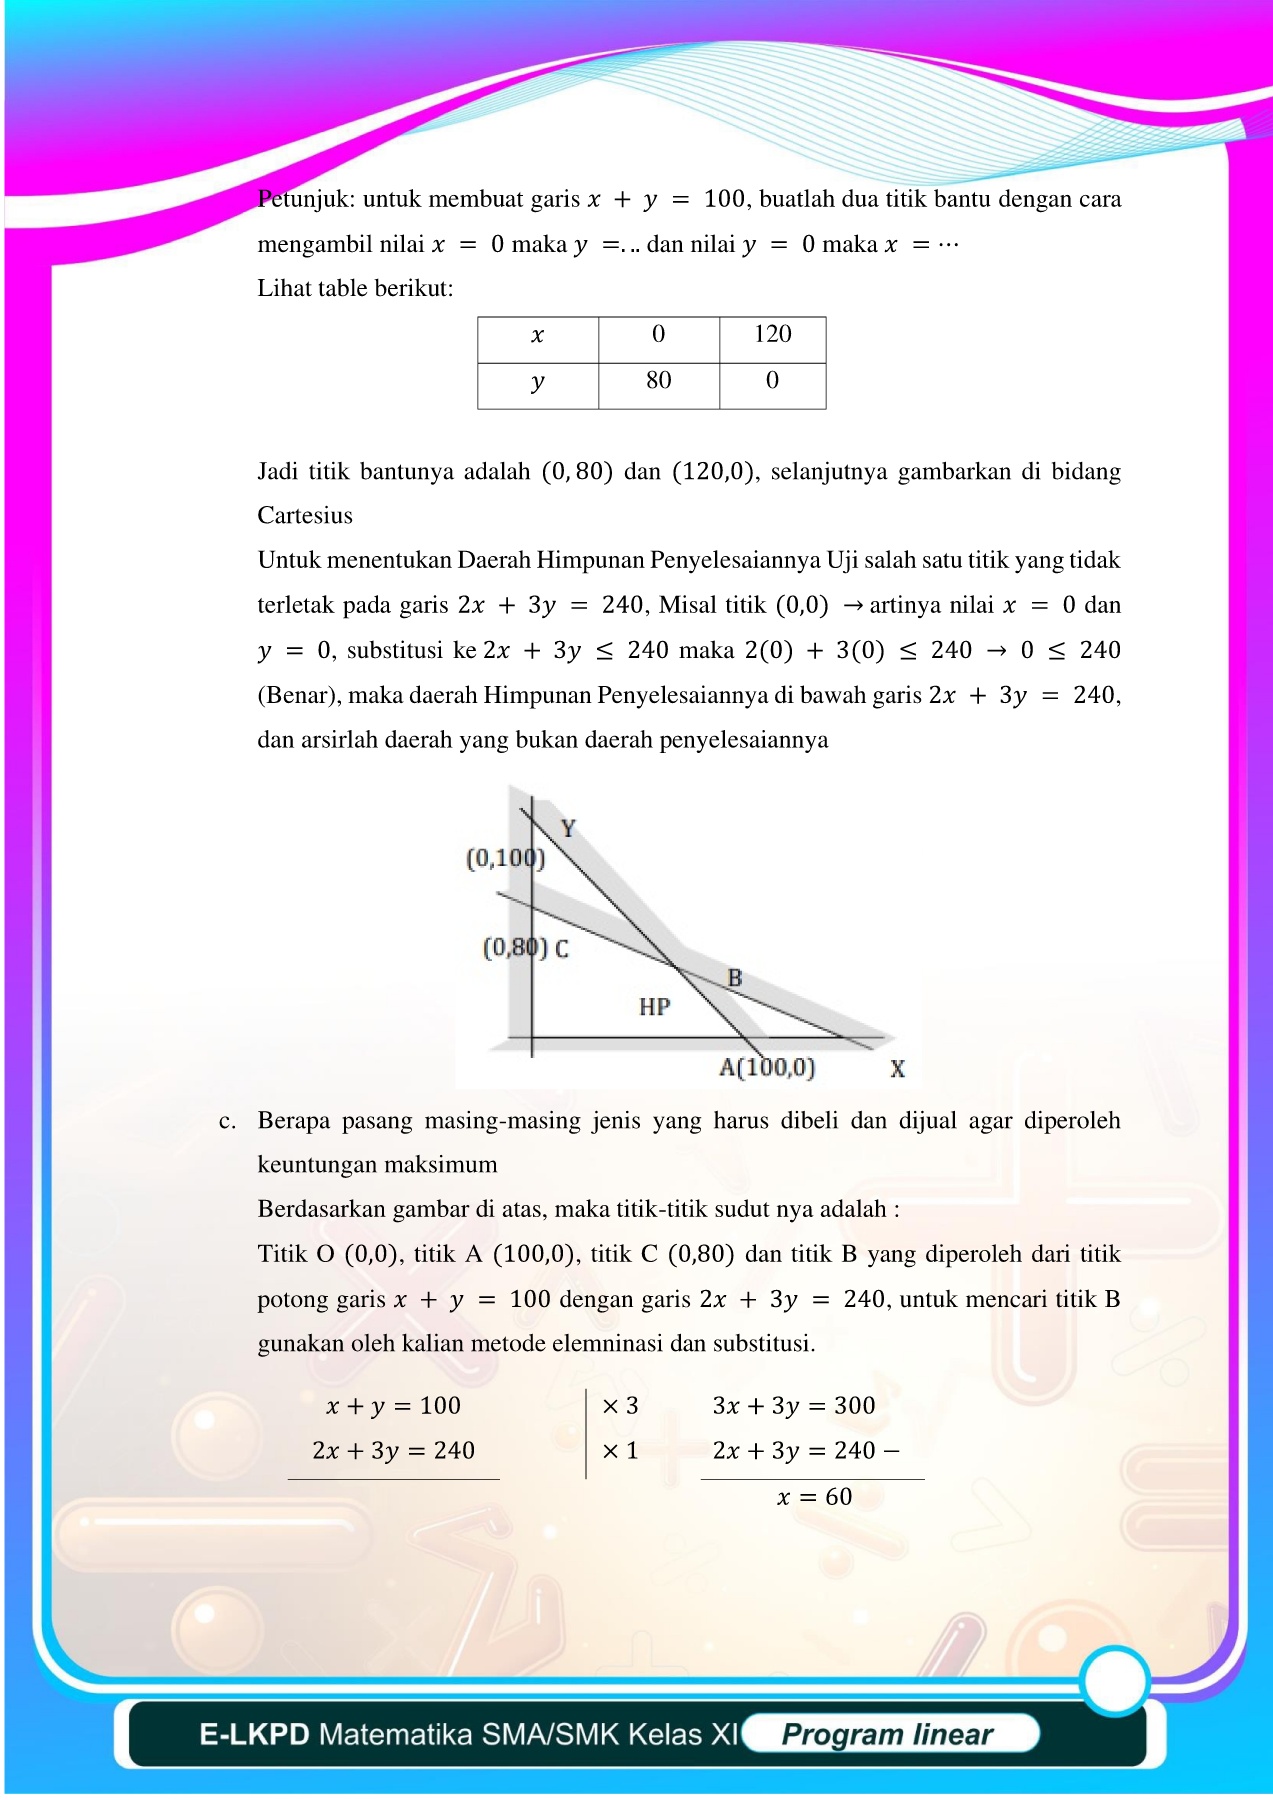 Petunjuk: untuk membuat garis 𝑥 + 𝑦 = 100, buatlah dua titik bantu dengan cara
mengambil nilai 𝑥 = 0 maka 𝑦 =. .. dan nilai 𝑦 = 0 maka 𝑥 = ⋯
Lihat table berikut:
𝑥 0 120
𝑦 80 0
Jadi titik bantunya adalah (0, 80) dan (120,0), selanjutnya gambarkan di bidang
Cartesius
Untuk menentukan Daerah Himpunan Penyelesaiannya Uji salah satu titik yang tidak
terletak pada garis 2𝑥 + 3𝑦 = 240, Misal titik (0,0) → artinya nilai 𝑥 = 0 dan
𝑦 = 0, substitusi ke 2𝑥 + 3𝑦 ≤ 240 maka 2(0) + 3(0) ≤ 240 → 0 ≤ 240
(Benar), maka daerah Himpunan Penyelesaiannya di bawah garis 2𝑥 + 3𝑦 = 240,
dan arsirlah daerah yang bukan daerah penyelesaiannya
Y
(0,100)
(0,80) C
B
HP
A(100,0)
X
c. Berapa pasang masing-masing jenis yang harus dibeli dan dijual agar diperoleh
keuntungan maksimum
Berdasarkan gambar di atas, maka titik-titik sudut nya adalah :
Titik O (0,0), titik A (100,0), titik C (0,80) dan titik B yang diperoleh dari titik
potong garis 𝑥 + 𝑦 = 100 dengan garis 2𝑥 + 3𝑦 = 240, untuk mencari titik B
gunakan oleh kalian metode elemninasi dan substitusi.
𝑥 + 𝑦 = 100 × 3 3𝑥 + 3𝑦 = 300
2𝑥 + 3𝑦 = 240 × 1 2𝑥 + 3𝑦 = 240 −
𝑥 = 60
E-LKPD Matematika SMA/SMK Kelas XI Program linear